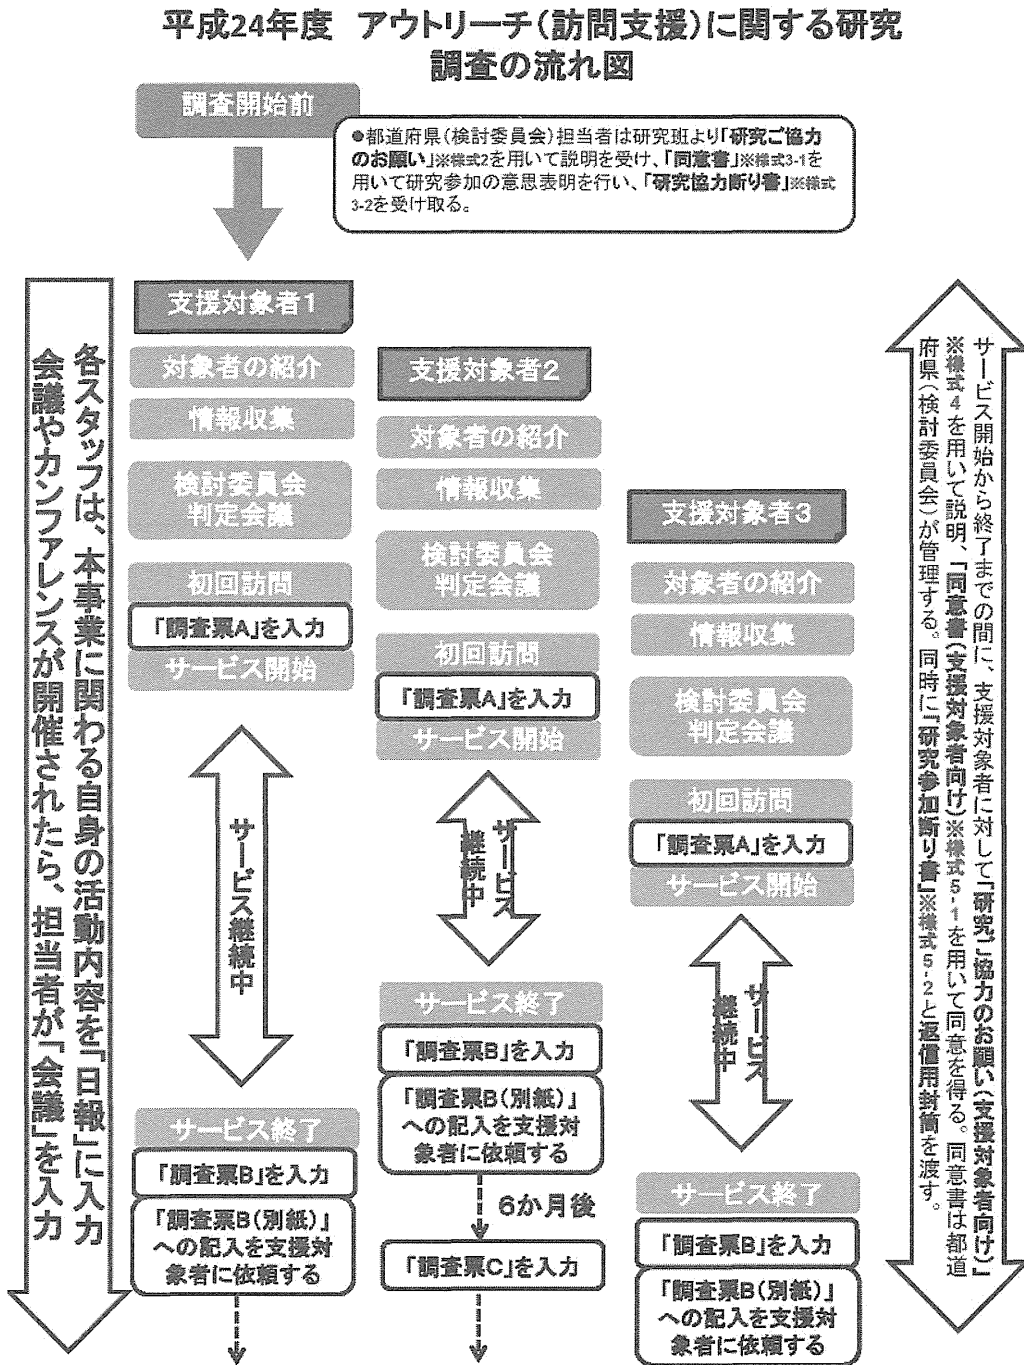 平成24年度　アウトリーチ(訪問支援)に関する研究
調査の流れ図
調査開始前
●都道府県(検討委員会)担当者は研究班より「研究ご協力
のお願い」※様式2を用いて説明を受け、「同意書」※様式3-1を
用いて研究参加の意思表明を行い、「研究協力断り書」※様式
3-2を受け取る。
各スタッフは、本事業に関わる自身の活動内容を「日報」に入力
会議やカンファレンスが開催されたら、担当者が「会議」を入力
支援対象者1
対象者の紹介
情報収集
検討委員会
判定会議
初回訪問
「調査票A」を入力
サービス開始
サービス継続中
サービス終了
「調査票B」を入力
「調査票B(別紙)」
への記入を支援対
象者に依頼する
支援対象者2
対象者の紹介
情報収集
検討委員会
判定会議
初回訪問
「調査票A」を入力
サービス開始
サービス
継続中
サービス終了
「調査票B」を入力
「調査票B(別紙)」
への記入を支援対
象者に依頼する
6か月後
「調査票C」を入力
支援対象者3
対象者の紹介
情報収集
検討委員会
判定会議
初回訪問
「調査票A」を入力
サービス開始
サービス
継続中
サービス終了
「調査票B」を入力
「調査票B(別紙)」
への記入を支援対
象者に依頼する
サービス開始から終了までの間に、支援対象者に対して「研究ご協力のお願い(支援対象者向け)」
※様式4を用いて説明、「同意書(支援対象者向け)※様式5-1を用いて同意を得る。同意書は都道
府県(検討委員会)が管理する。同時に「研究参加断り書」※様式5-2と返信用封筒を渡す。